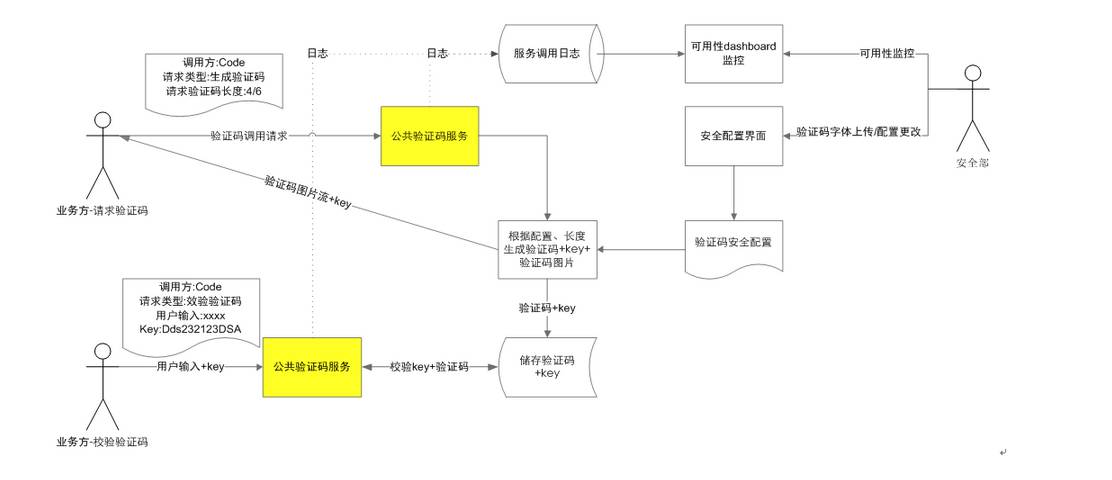 日志
日志
服务调用日志
可用性dashboard
监控
可用性监控
调用方:Code
请求类型:生成验证码
请求验证码长度:4/6
验证码调用请求
公共验证码服务
安全配置界面
验证码字体上传/配置更改
安全部
验证码图片流+key
业务方-请求验证码
根据配置、长度
生成验证码+key+
验证码图片
验证码安全配置
调用方:Code
请求类型:效验验证码
用户输入:xxxx
Key:Dds232123DSA
验证码+key
用户输入+key
公共验证码服务
校验key+验证码
储存验证码
+key
业务方-校验验证码